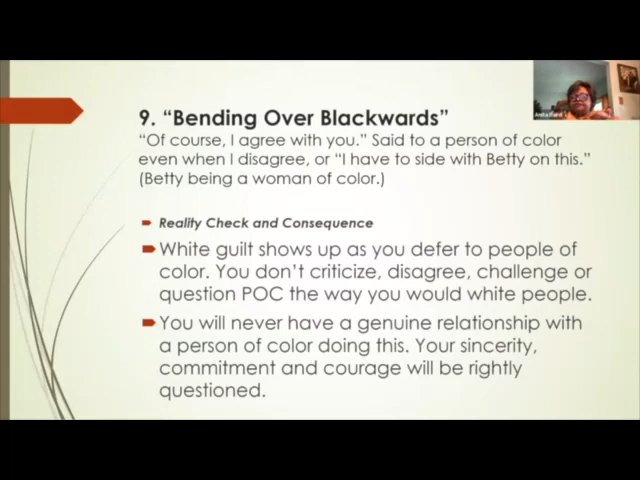 9. “Bending Over Blackwards”
“Of course, I agree with you.” Said to a person of color
even when I disagree, or “I have to side with Betty on this.”
(Betty being a woman of color.)
Reality Check and Consequence
White guilt shows up as you defer to people of
color. You don’t criticize, disagree, challenge or
question POC the way you would white people.
You will never have a genuine relationship with
a person of color doing this. Your sincerity,
commitment and courage will be rightly
questioned.